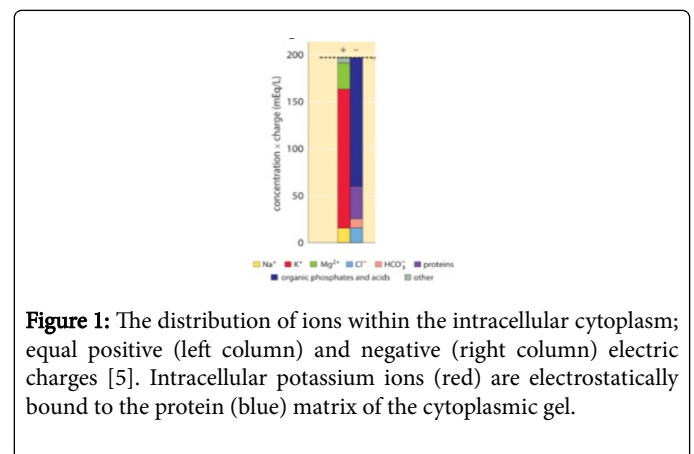 200
+ −
150
100
50
0
concentration × charge (mEq/L)
Na⁺ K⁺ Mg²⁺ Cl⁻ HCO₃⁻ proteins
organic phosphates and acids other
Figure 1: The distribution of ions within the intracellular cytoplasm;
equal positive (left column) and negative (right column) electric
charges [5]. Intracellular potassium ions (red) are electrostatically
bound to the protein (blue) matrix of the cytoplasmic gel.